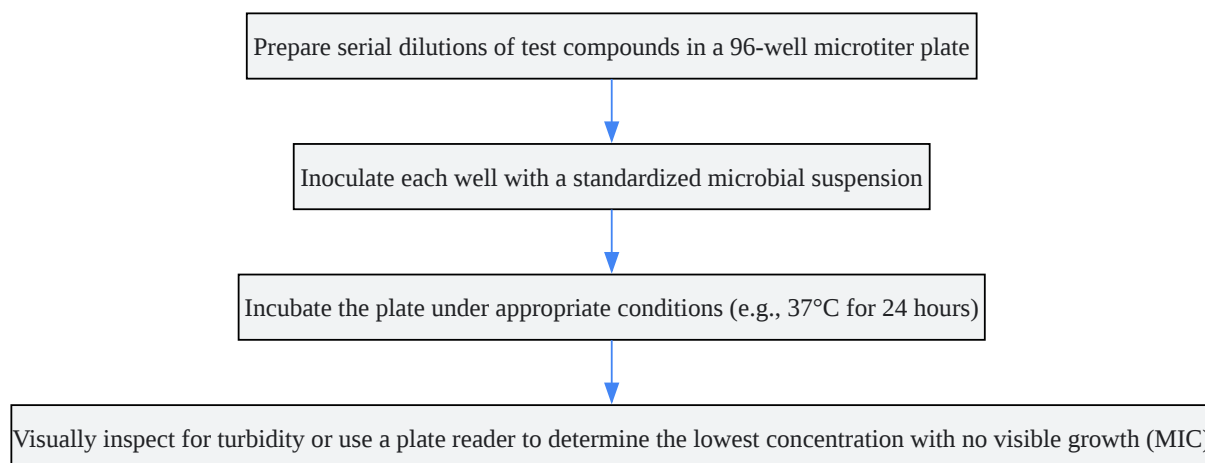 Prepare serial dilutions of test compounds in a 96-well microtiter plate
Inoculate each well with a standardized microbial suspension
Incubate the plate under appropriate conditions (e.g., 37°C for 24 hours)
Visually inspect for turbidity or use a plate reader to determine the lowest concentration with no visible growth (MIC)